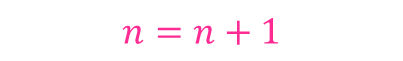 n = n + 1